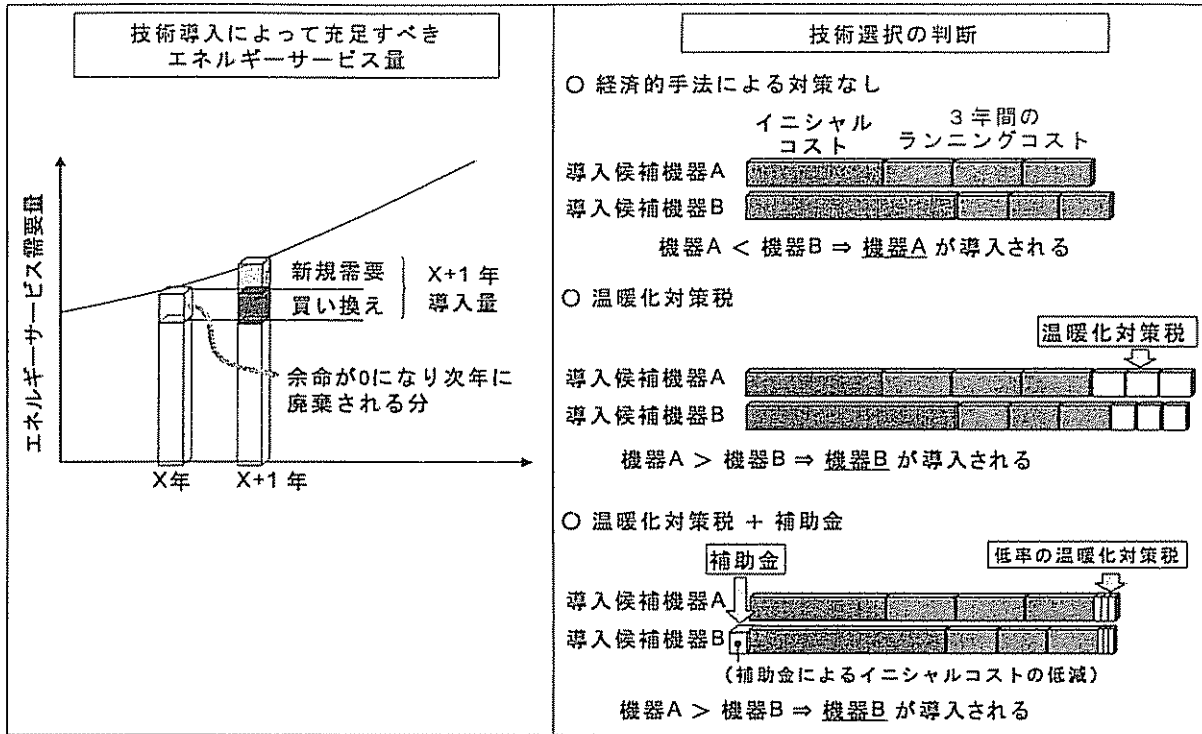 技術導入によって充足すべき
エネルギーサービス量
エネルギーサービス需要量
新規需要
買い換え
X+1 年
導入量
余命が0になり次年に
廃棄される分
X年
X+1 年
技術選択の判断
○ 経済的手法による対策なし
イニシャル
コスト
3年間の
ランニングコスト
導入候補機器A
導入候補機器B
機器A < 機器B ⇒ 機器A が導入される
○ 温暖化対策税
温暖化対策税
導入候補機器A
導入候補機器B
機器A > 機器B ⇒ 機器B が導入される
○ 温暖化対策税 + 補助金
補助金
低率の温暖化対策税
導入候補機器A
導入候補機器B
(補助金によるイニシャルコストの低減)
機器A > 機器B ⇒ 機器B が導入される